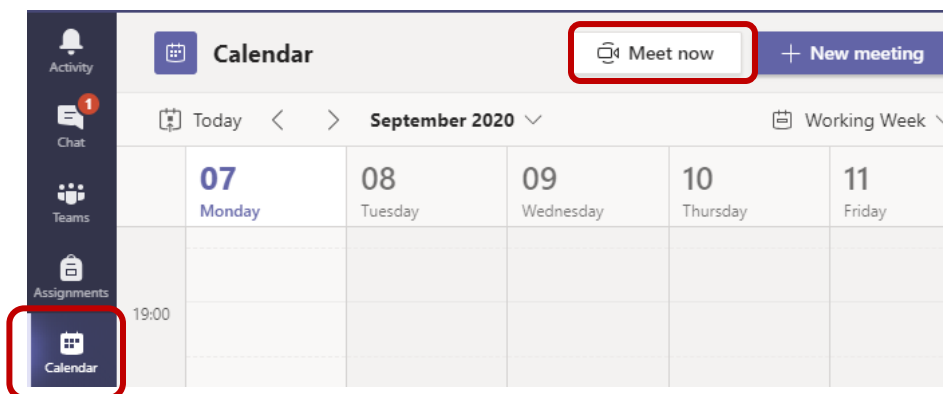 Activity
Calendar
Meet now
+ New meeting
1
Chat
Today < > September 2020
Working Week
07 08 09 10 11
Monday Tuesday Wednesday Thursday Friday
Teams
Assignments
19:00
Calendar